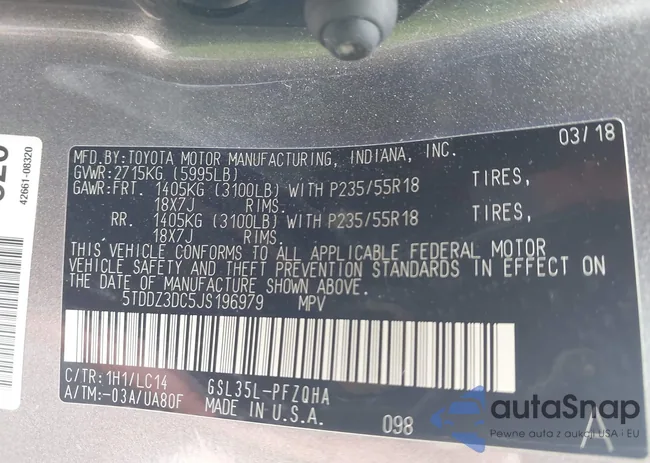 42661-08320
03/18
MFD.BY:TOYOTA MOTOR MANUFACTURING, INDIANA, INC.
GVWR:2715KG (5995LB)
GAWR:FRT. 1405KG (3100LB) WITH P235/55R18 TIRES,
18X7J RIMS.
RR. 1405KG (3100LB) WITH P235/55R18 TIRES,
18X7J RIMS.
THIS VEHICLE CONFORMS TO ALL APPLICABLE FEDERAL MOTOR
VEHICLE SAFETY AND THEFT PREVENTION STANDARDS IN EFFECT ON
THE DATE OF MANUFACTURE SHOWN ABOVE.
5TDDZ3DC5JS196979 MPV
C/TR:1H1/LC14 GSL35L-PFZQHA
A/TM:-03A/UA80F MADE IN U.S.A. 098 A
autoSnap
Pewne auto z aukcji USA i EU